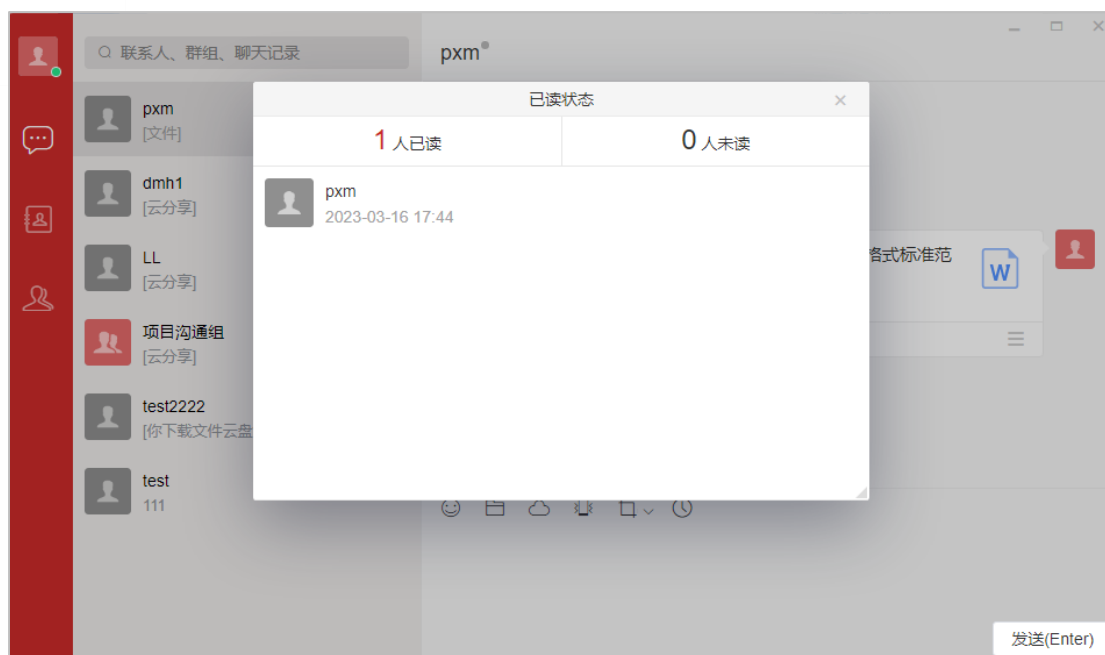 联系人、群组、聊天记录
pxm
pxm
[文件]
dmh1
[云分享]
LL
[云分享]
项目沟通组
[云分享]
test2222
[你下载文件云盘
test
111
已读状态
1 人已读
0 人未读
pxm
2023-03-16 17:44
格式标准范
W
发送(Enter)